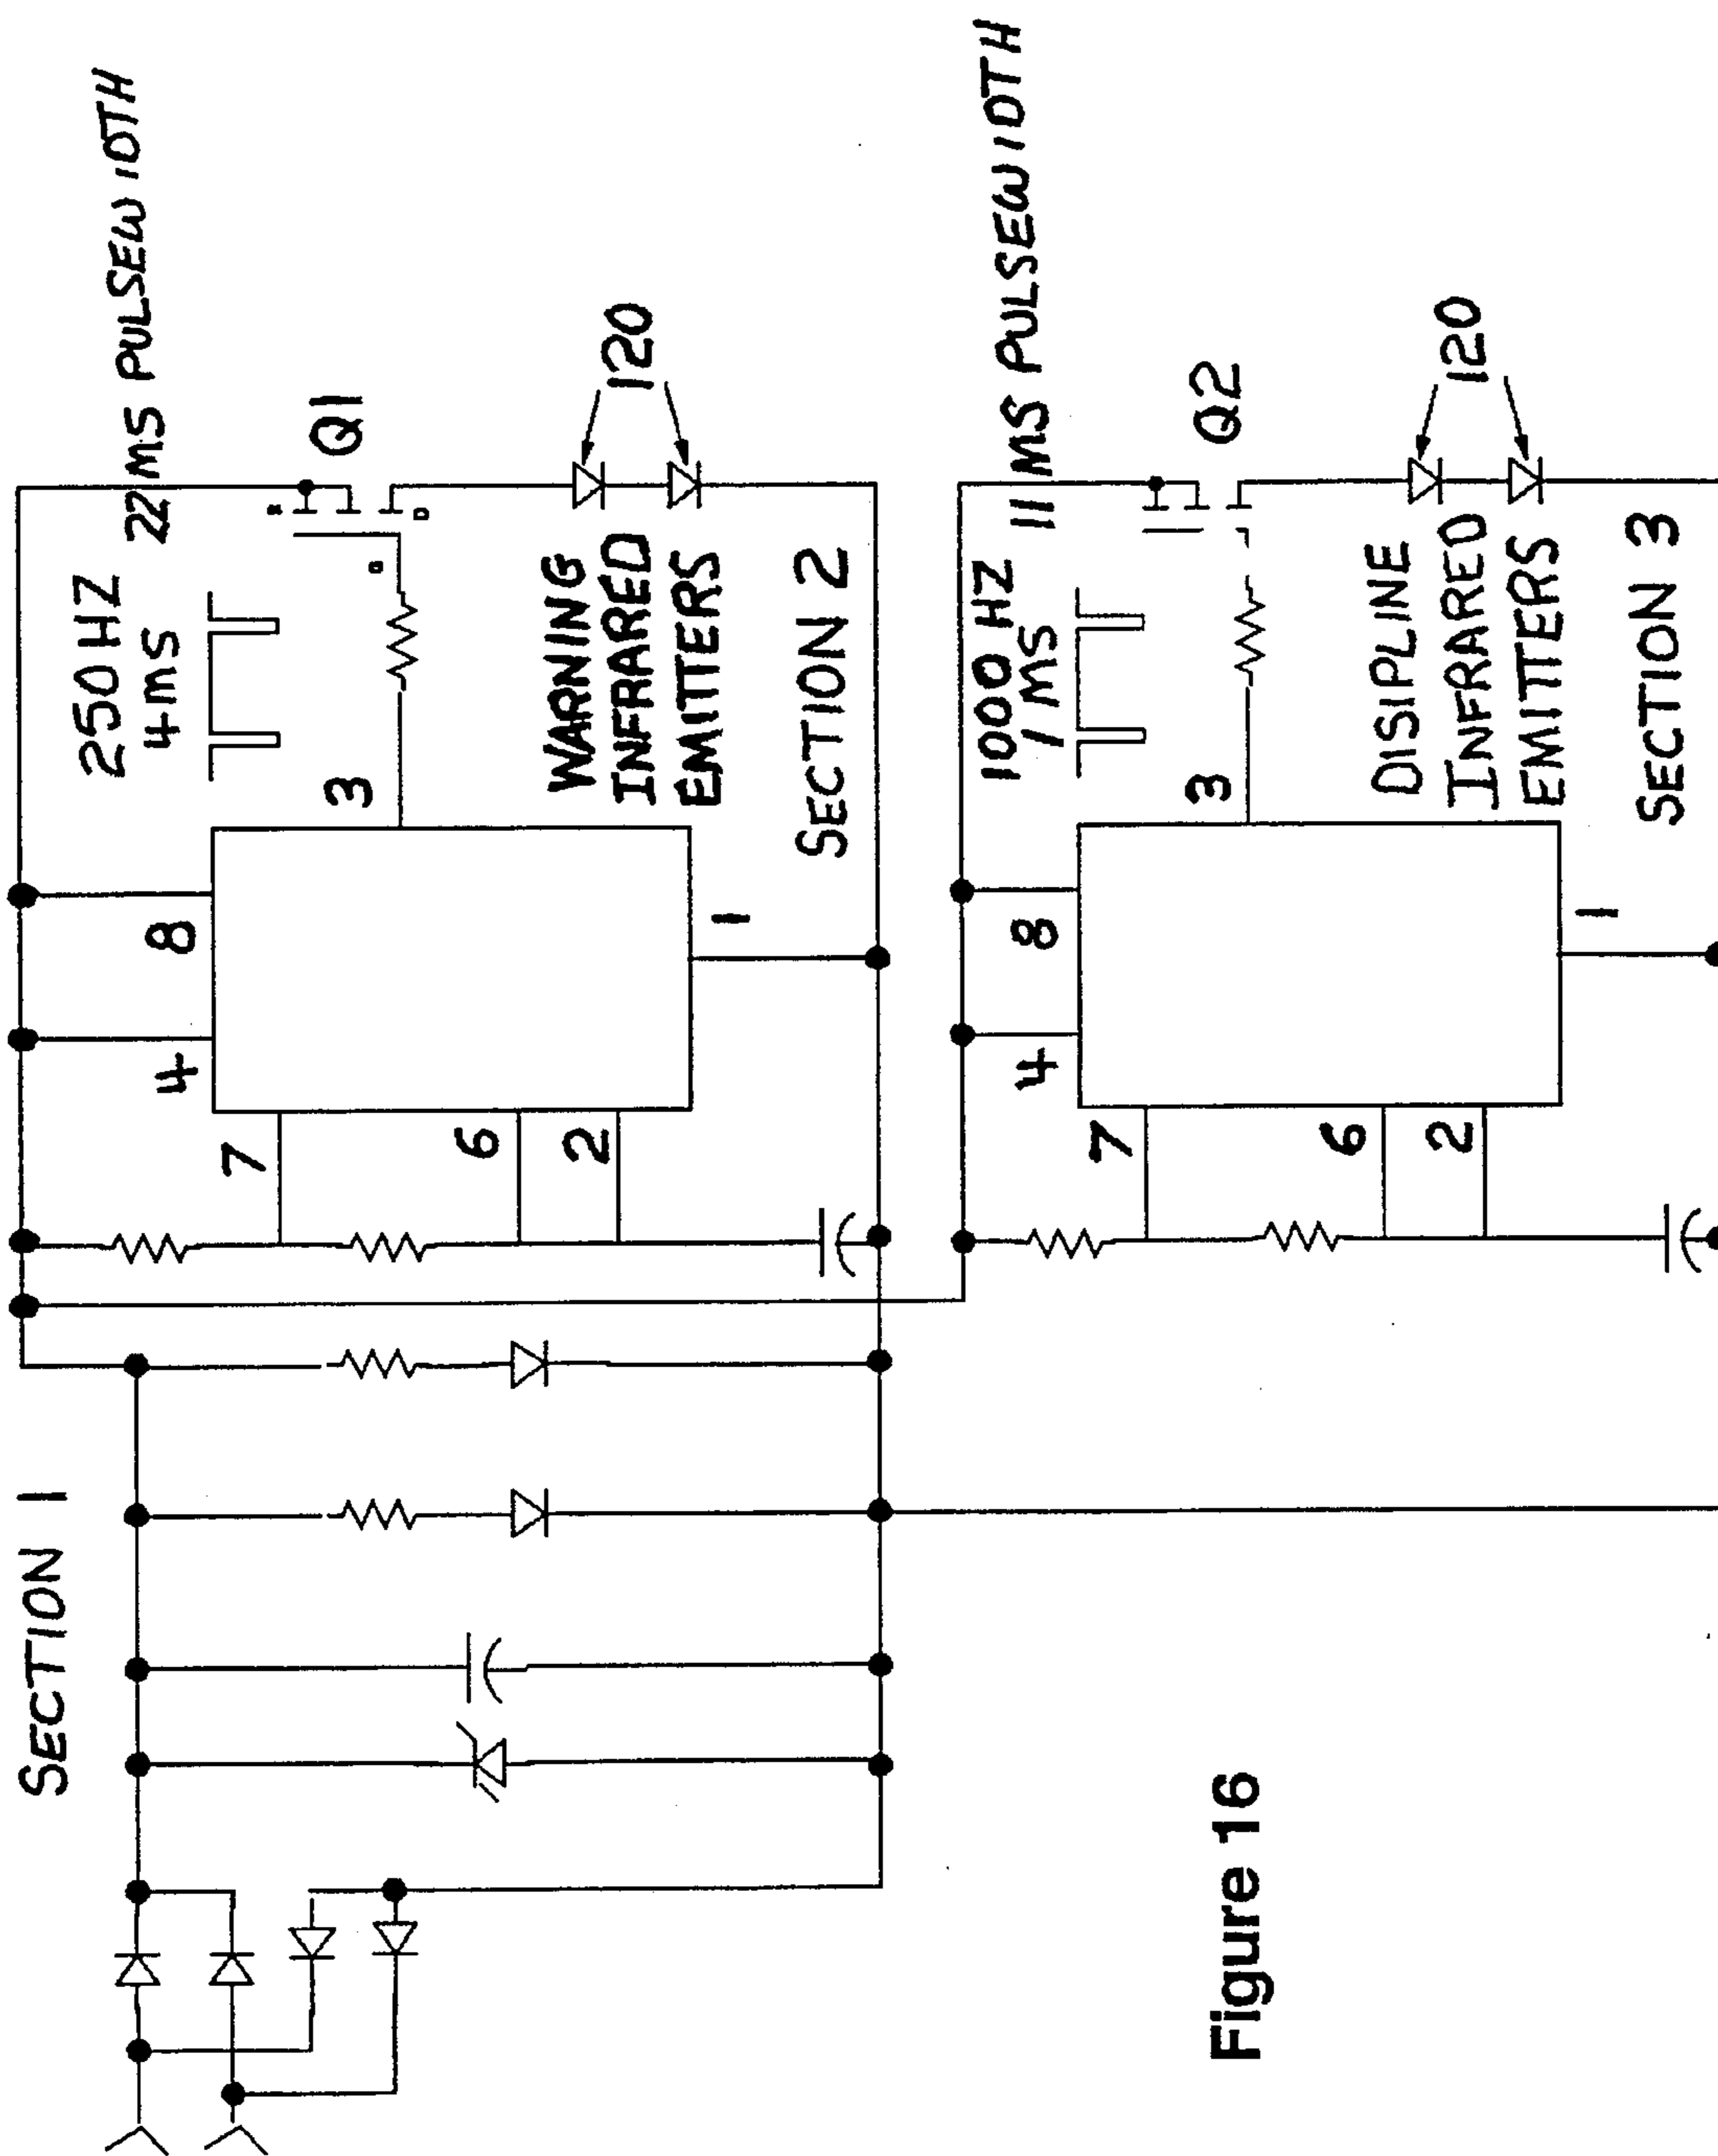 SECTION 1
250 HZ
4MS
22 MS PULSEWIDTH
Q1
3
8
4
7
6
2
1
WARNING
INFRARED
EMITTERS
120
SECTION 2
1000 HZ
1 MS
11 MS PULSEWIDTH
Q2
3
8
4
7
6
2
1
DISIPLINE
INFRARED
EMITTERS
120
SECTION 3
Figure 16